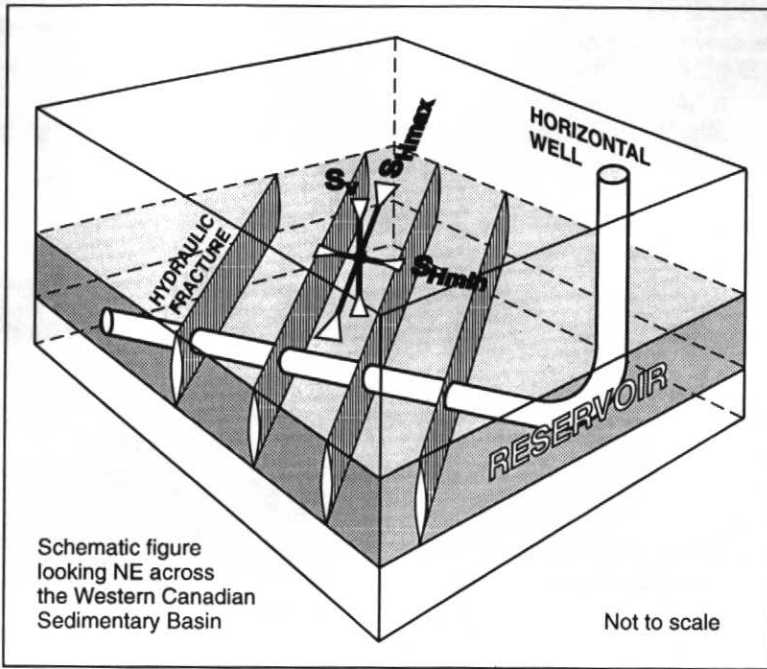 HORIZONTAL
WELL
SHmax
Sv
SHmin
HYDRAULIC
FRACTURE
RESERVOIR
Schematic figure
looking NE across
the Western Canadian
Sedimentary Basin
Not to scale